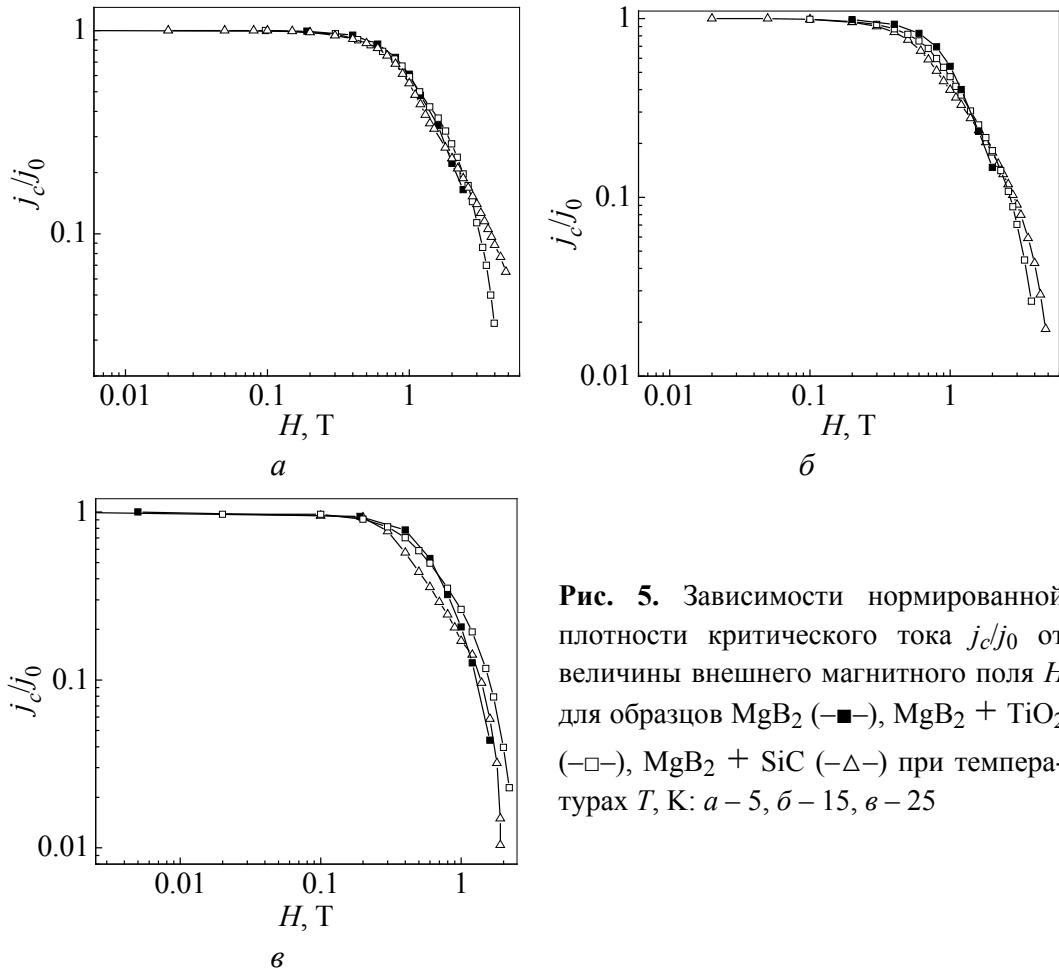 1
0.1
j_c/j_0
0.01 0.1 1
H, T
а
1
0.1
0.01
j_c/j_0
0.01 0.1 1
H, T
б
1
0.1
0.01
j_c/j_0
0.01 0.1 1
H, T
в
Рис. 5. Зависимости нормированной
плотности критического тока j_c/j_0 от
величины внешнего магнитного поля H
для образцов MgB₂ (–■–), MgB₂ + TiO₂
(–□–), MgB₂ + SiC (–△–) при темпера-
турах T, K: а – 5, б – 15, в – 25